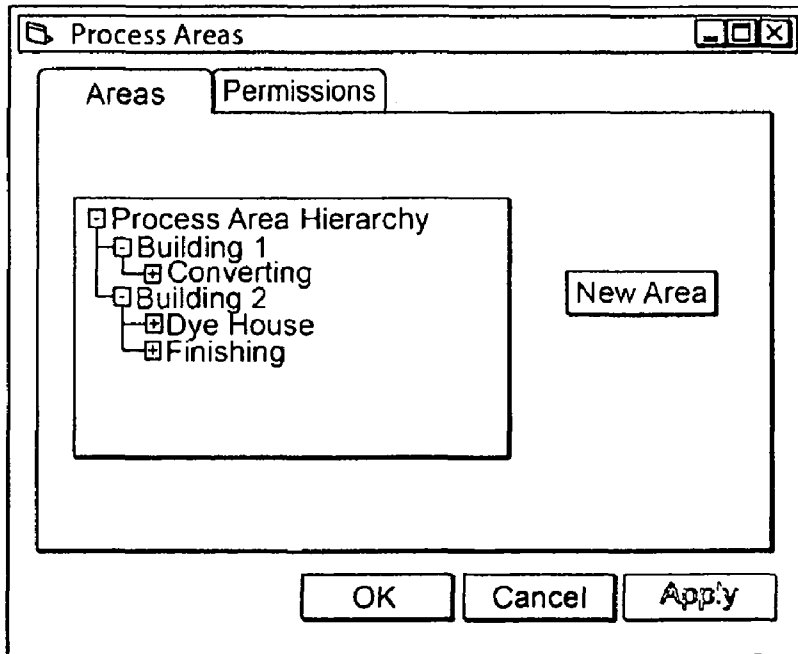 Process Areas
Areas
Permissions
Process Area Hierarchy
Building 1
Converting
Building 2
Dye House
Finishing
New Area
OK
Cancel
Apply